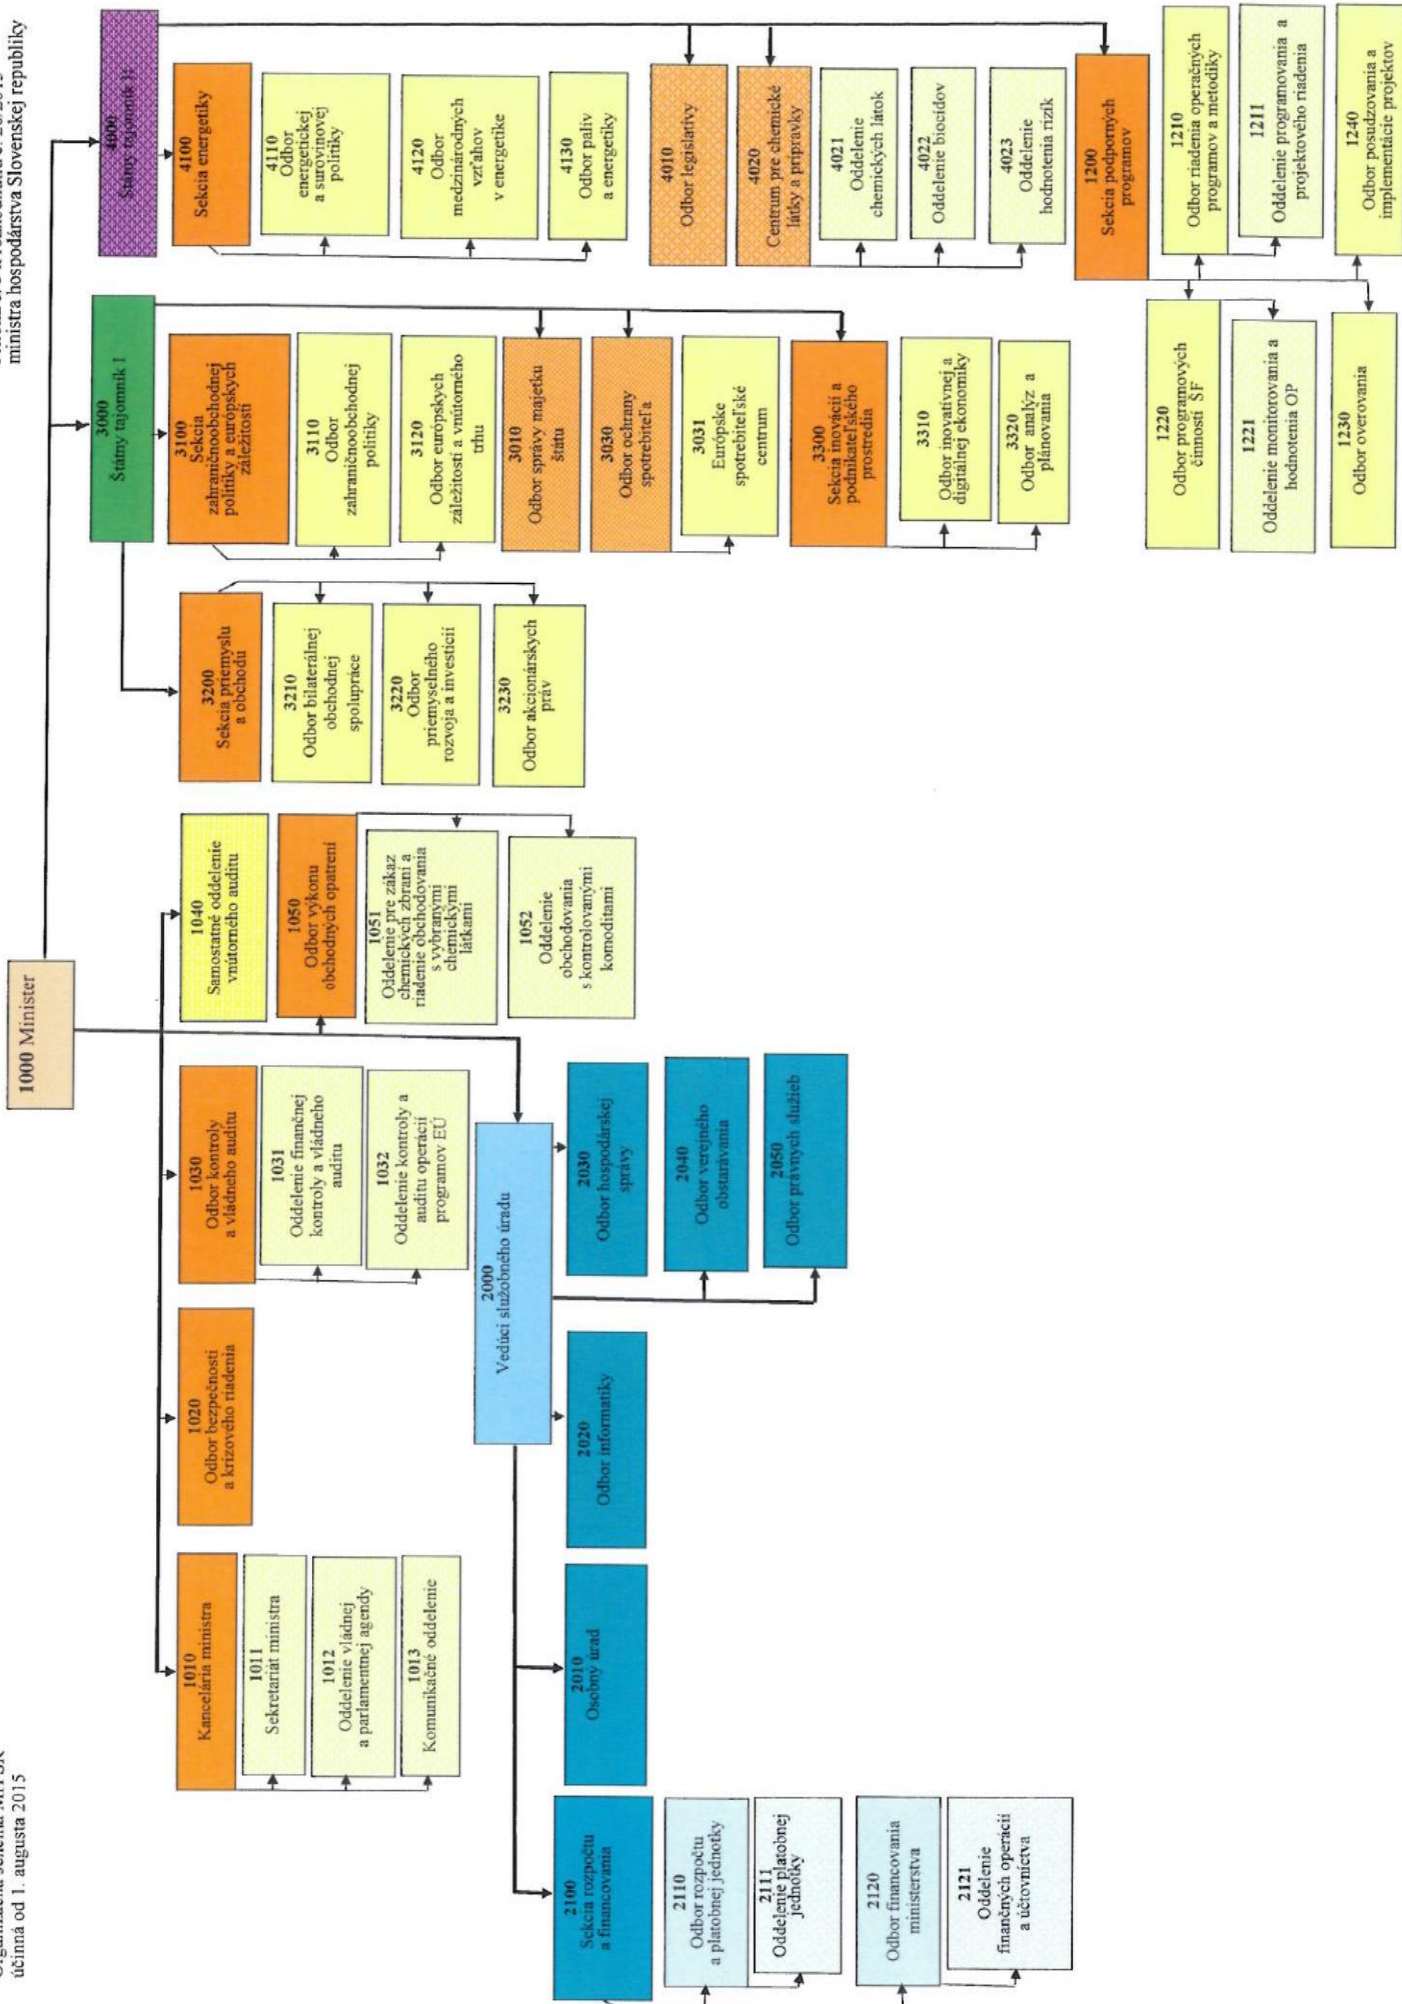 účinná od 1. augusta 2015
ministra hospodárstva Slovenskej republiky
1000 Minister
1010
Kancelária ministra
1011
Sekretariát ministra
1012
Oddelenie vládnej
a parlamentnej agendy
1013
Komunikačné oddelenie
1020
Odbor bezpečnosti
a krízového riadenia
1030
Odbor kontroly
a vládneho auditu
1031
Oddelenie finančnej
kontroly a vládneho
auditu
1032
Oddelenie kontroly a
auditu operácií
programov EÚ
1040
Samostatné oddelenie
vnútorného auditu
1050
Odbor výkonu
obchodných opatrení
1051
Oddelenie pre zákaz
chemických zbraní a
riadenie obchodovania
s vybranými
chemickými
látkami
1052
Oddelenie
obchodovania
s kontrolovanými
komoditami
2000
Vedúci služobného úradu
2100
Sekcia rozpočtu
a financovania
2110
Odbor rozpočtu
a platobnej jednotky
2111
Oddelenie platobnej
jednotky
2120
Odbor financovania
ministerstva
2121
Oddelenie
finančných operácií
a účtovníctva
2010
Osobný úrad
2020
Odbor informatiky
2030
Odbor hospodárskej
správy
2040
Odbor verejného
obstarávania
2050
Odbor právnych služieb
3000
Štátny tajomník I
3200
Sekcia priemyslu
a obchodu
3210
Odbor bilaterálnej
obchodnej
spolupráce
3220
Odbor
priemyselného
rozvoja a investícií
3230
Odbor akcionárskych
práv
3100
Sekcia
zahraničnoobchodnej
politiky a európskych
záležitostí
3110
Odbor
zahraničnoobchodnej
politiky
3120
Odbor európskych
záležitostí a vnútorného
trhu
3010
Odbor správy majetku
štátu
3030
Odbor ochrany
spotrebiteľa
3031
Európske
spotrebiteľské
centrum
3300
Sekcia inovácií a
podnikateľského
prostredia
3310
Odbor inovatívnej a
digitálnej ekonomiky
3320
Odbor analýz a
plánovania
4000
Štátny tajomník II
4100
Sekcia energetiky
4110
Odbor
energetickej
a surovinovej
politiky
4120
Odbor
medzinárodných
vzťahov
v energetike
4130
Odbor palív
a energetiky
4010
Odbor legislatívy
4020
Centrum pre chemické
látky a prípravky
4021
Oddelenie
chemických látok
4022
Oddelenie biocídov
4023
Oddelenie
hodnotenia rizík
1200
Sekcia podporných
programov
1210
Odbor riadenia operačných
programov a metodiky
1211
Oddelenie programovania a
projektového riadenia
1240
Odbor posudzovania a
implementácie projektov
1220
Odbor programových
činností ŠF
1221
Oddelenie monitorovania a
hodnotenia OP
1230
Odbor overovania